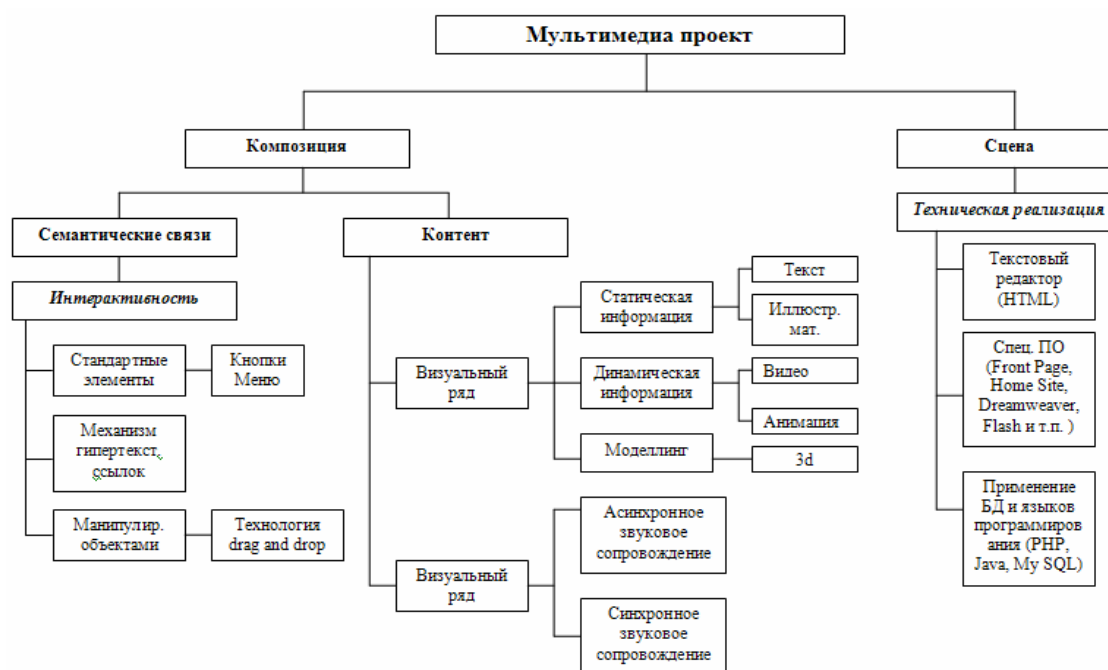 Мультимедиа проект
Композиция
Сцена
Семантические связи
Контент
Техническая реализация
Интерактивность
Стандартные
элементы
Кнопки
Меню
Механизм
гипертекст,
ссылок
Манипулир.
объектами
Технология
drag and drop
Визуальный
ряд
Статическая
информация
Текст
Иллюстр.
мат.
Динамическая
информация
Видео
Анимация
Моделлинг
3d
Визуальный
ряд
Асинхронное
звуковое
сопровождение
Синхронное
звуковое
сопровождение
Текстовый
редактор
(HTML)
Спец. ПО
(Front Page,
Home Site,
Dreamweaver,
Flash и т.п. )
Применение
БД и языков
программиров
ания (PHP,
Java, My SQL)